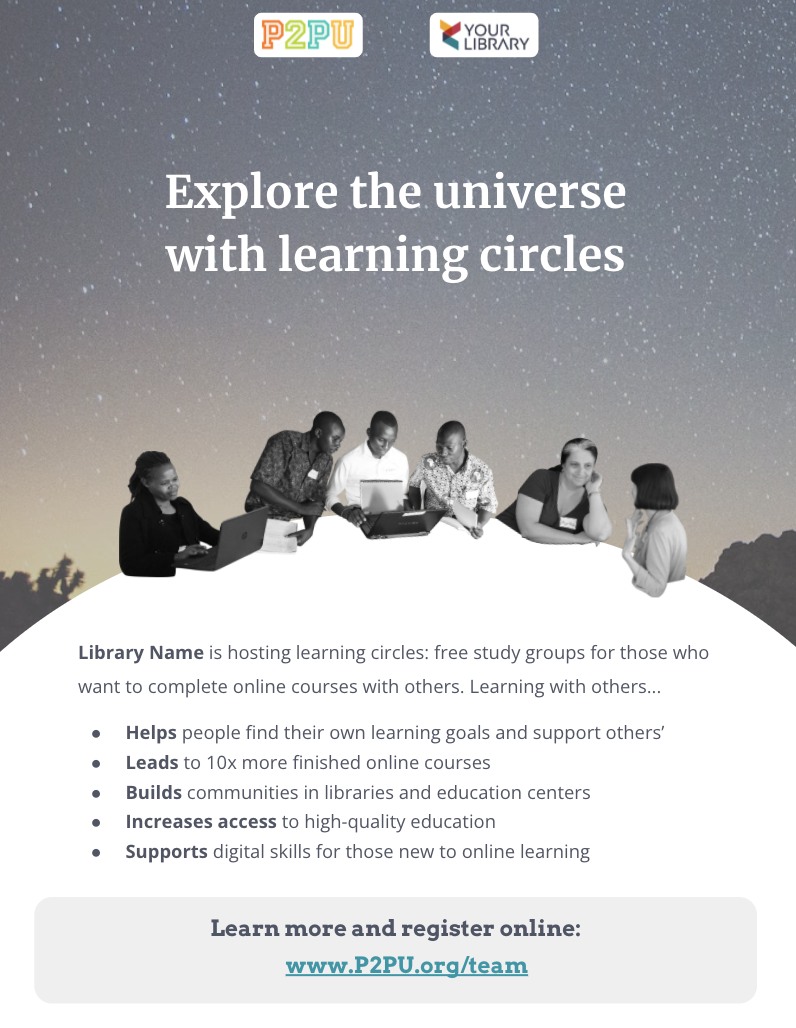 P2PU
YOUR
LIBRARY
Explore the universe
with learning circles
Library Name is hosting learning circles: free study groups for those who
want to complete online courses with others. Learning with others...
● Helps people find their own learning goals and support others’
● Leads to 10x more finished online courses
● Builds communities in libraries and education centers
● Increases access to high-quality education
● Supports digital skills for those new to online learning
Learn more and register online:
www.P2PU.org/team